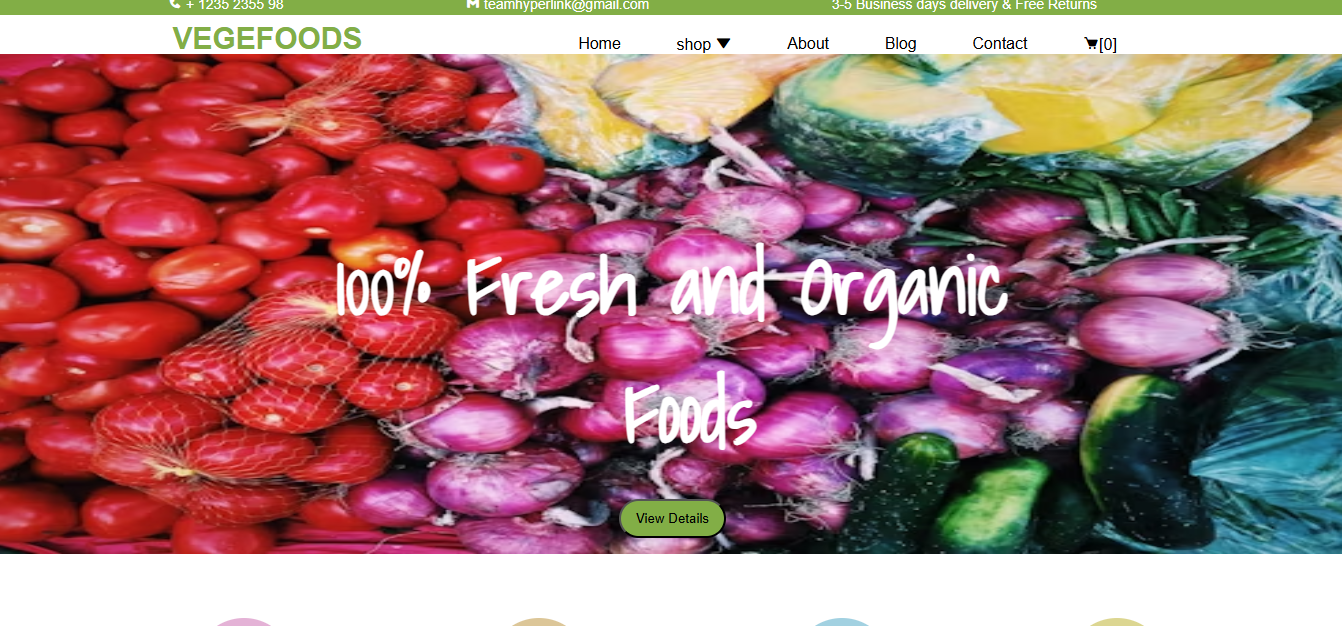 + 1235 2355 98 teamhyperlink@gmail.com 3-5 Business days delivery & Free Returns
VEGEFOODS Home shop ▼ About Blog Contact [0]
100% Fresh and Organic
Foods
View Details